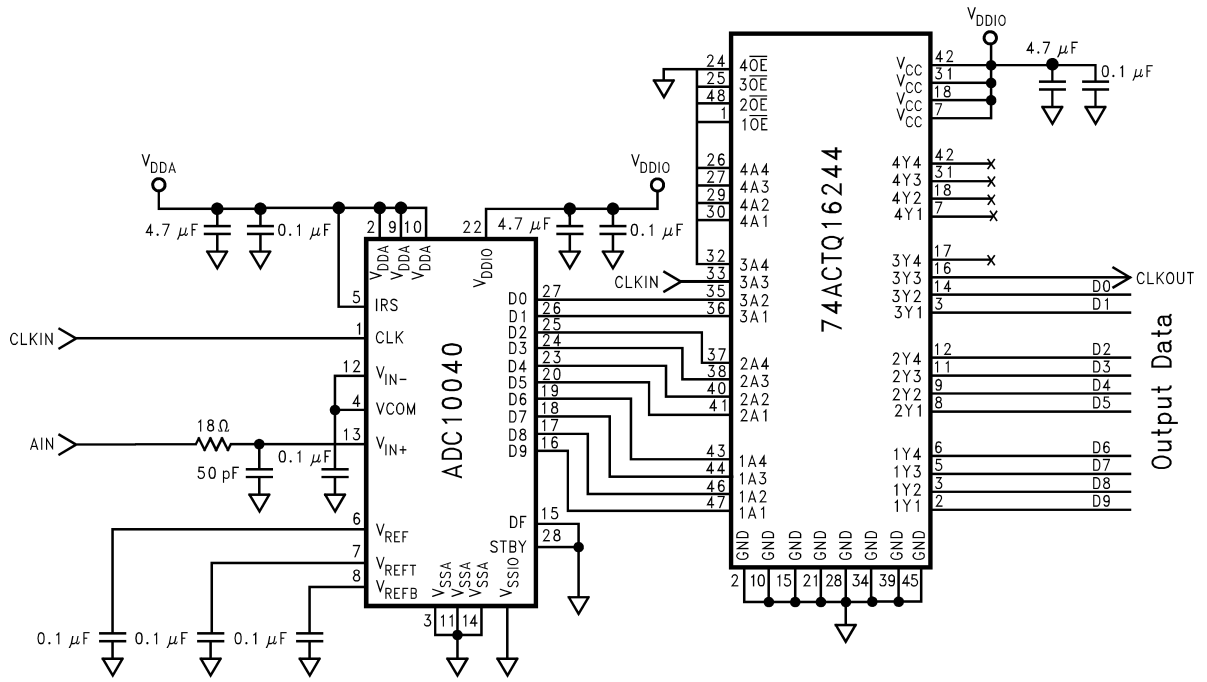 VDDIO
24 4OE VCC 42 4.7 µF
25 3OE VCC 31 0.1 µF
48 2OE VCC 18
1 1OE VCC 7
VDDA
VDDIO
26 4A4 4Y4 42
27 4A3 4Y3 31
29 4A2 4Y2 18
30 4A1 4Y1 7
4.7 µF 0.1 µF 2 9 10 22 4.7 µF 0.1 µF
VDDA VDDA VDDA VDDIO
32 3A4 3Y4 17
CLKIN 33 3A3 3Y3 16 CLKOUT
35 3A2 3Y2 14 D0
36 3A1 3Y1 3 D1
74ACTQ16244
5 IRS D0 27
D1 26
CLKIN 1 CLK D2 25
D3 24
12 VIN- D4 23
D5 20
4 VCOM D6 19
D7 18
AIN 18Ω 13 VIN+ D8 17
D9 16
50 pF 0.1 µF
ADC10040
37 2A4 2Y4 12 D2
38 2A3 2Y3 11 D3
40 2A2 2Y2 9 D4
41 2A1 2Y1 8 D5
43 1A4 1Y4 6 D6
44 1A3 1Y3 5 D7
46 1A2 1Y2 3 D8
47 1A1 1Y1 2 D9
Output Data
6 VREF DF 15
STBY 28
7 VREFT
8 VREFB
VSSA VSSA VSSA VSSIO
3 11 14
GND GND GND GND GND GND GND GND
2 10 15 21 28 34 39 45
0.1 µF 0.1 µF 0.1 µF